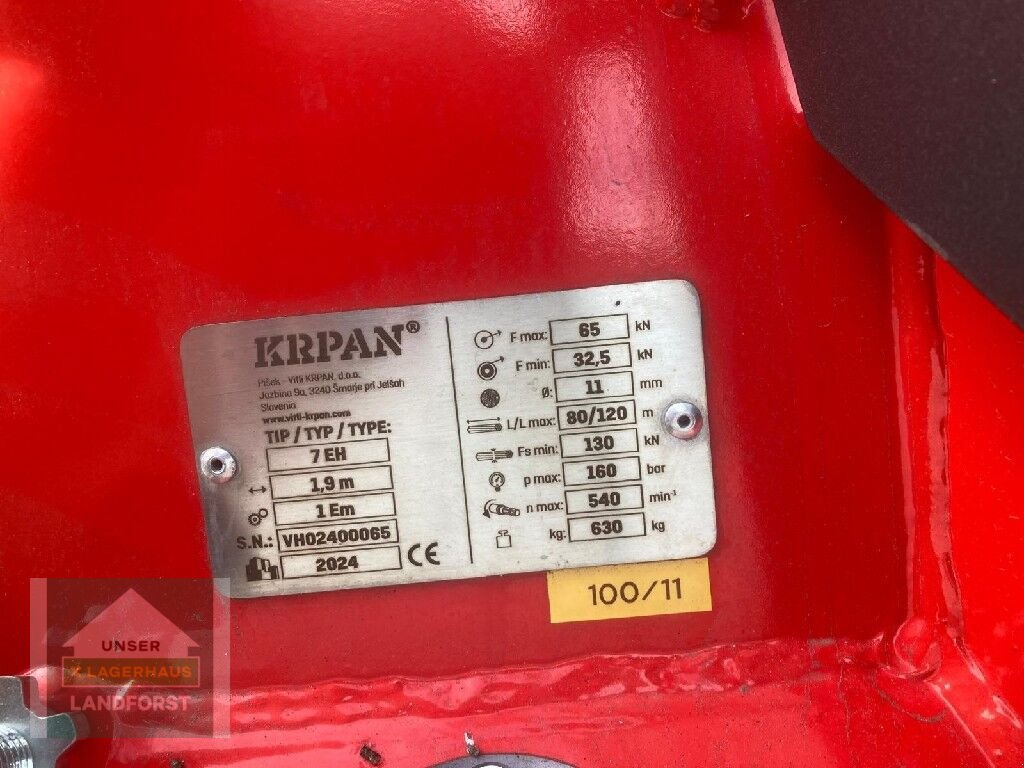 KRPAN®
Pišek - Vitli KRPAN, d.o.o.
Jazbina 9a, 3240 Šmarje pri Jelšah
Slovenia
www.vitli-krpan.com
TIP / TYP / TYPE:
7 EH
1,9 m
1 Em
S.N.: VH02400065
2024 CE
F max: 65 kN
F min: 32,5 kN
Ø: 11 mm
L/L max: 80/120 m
Fs min: 130 kN
p max: 160 bar
n max: 540 min⁻¹
kg: 630 kg
100/11
UNSER
X LAGERHAUS
LANDFORST